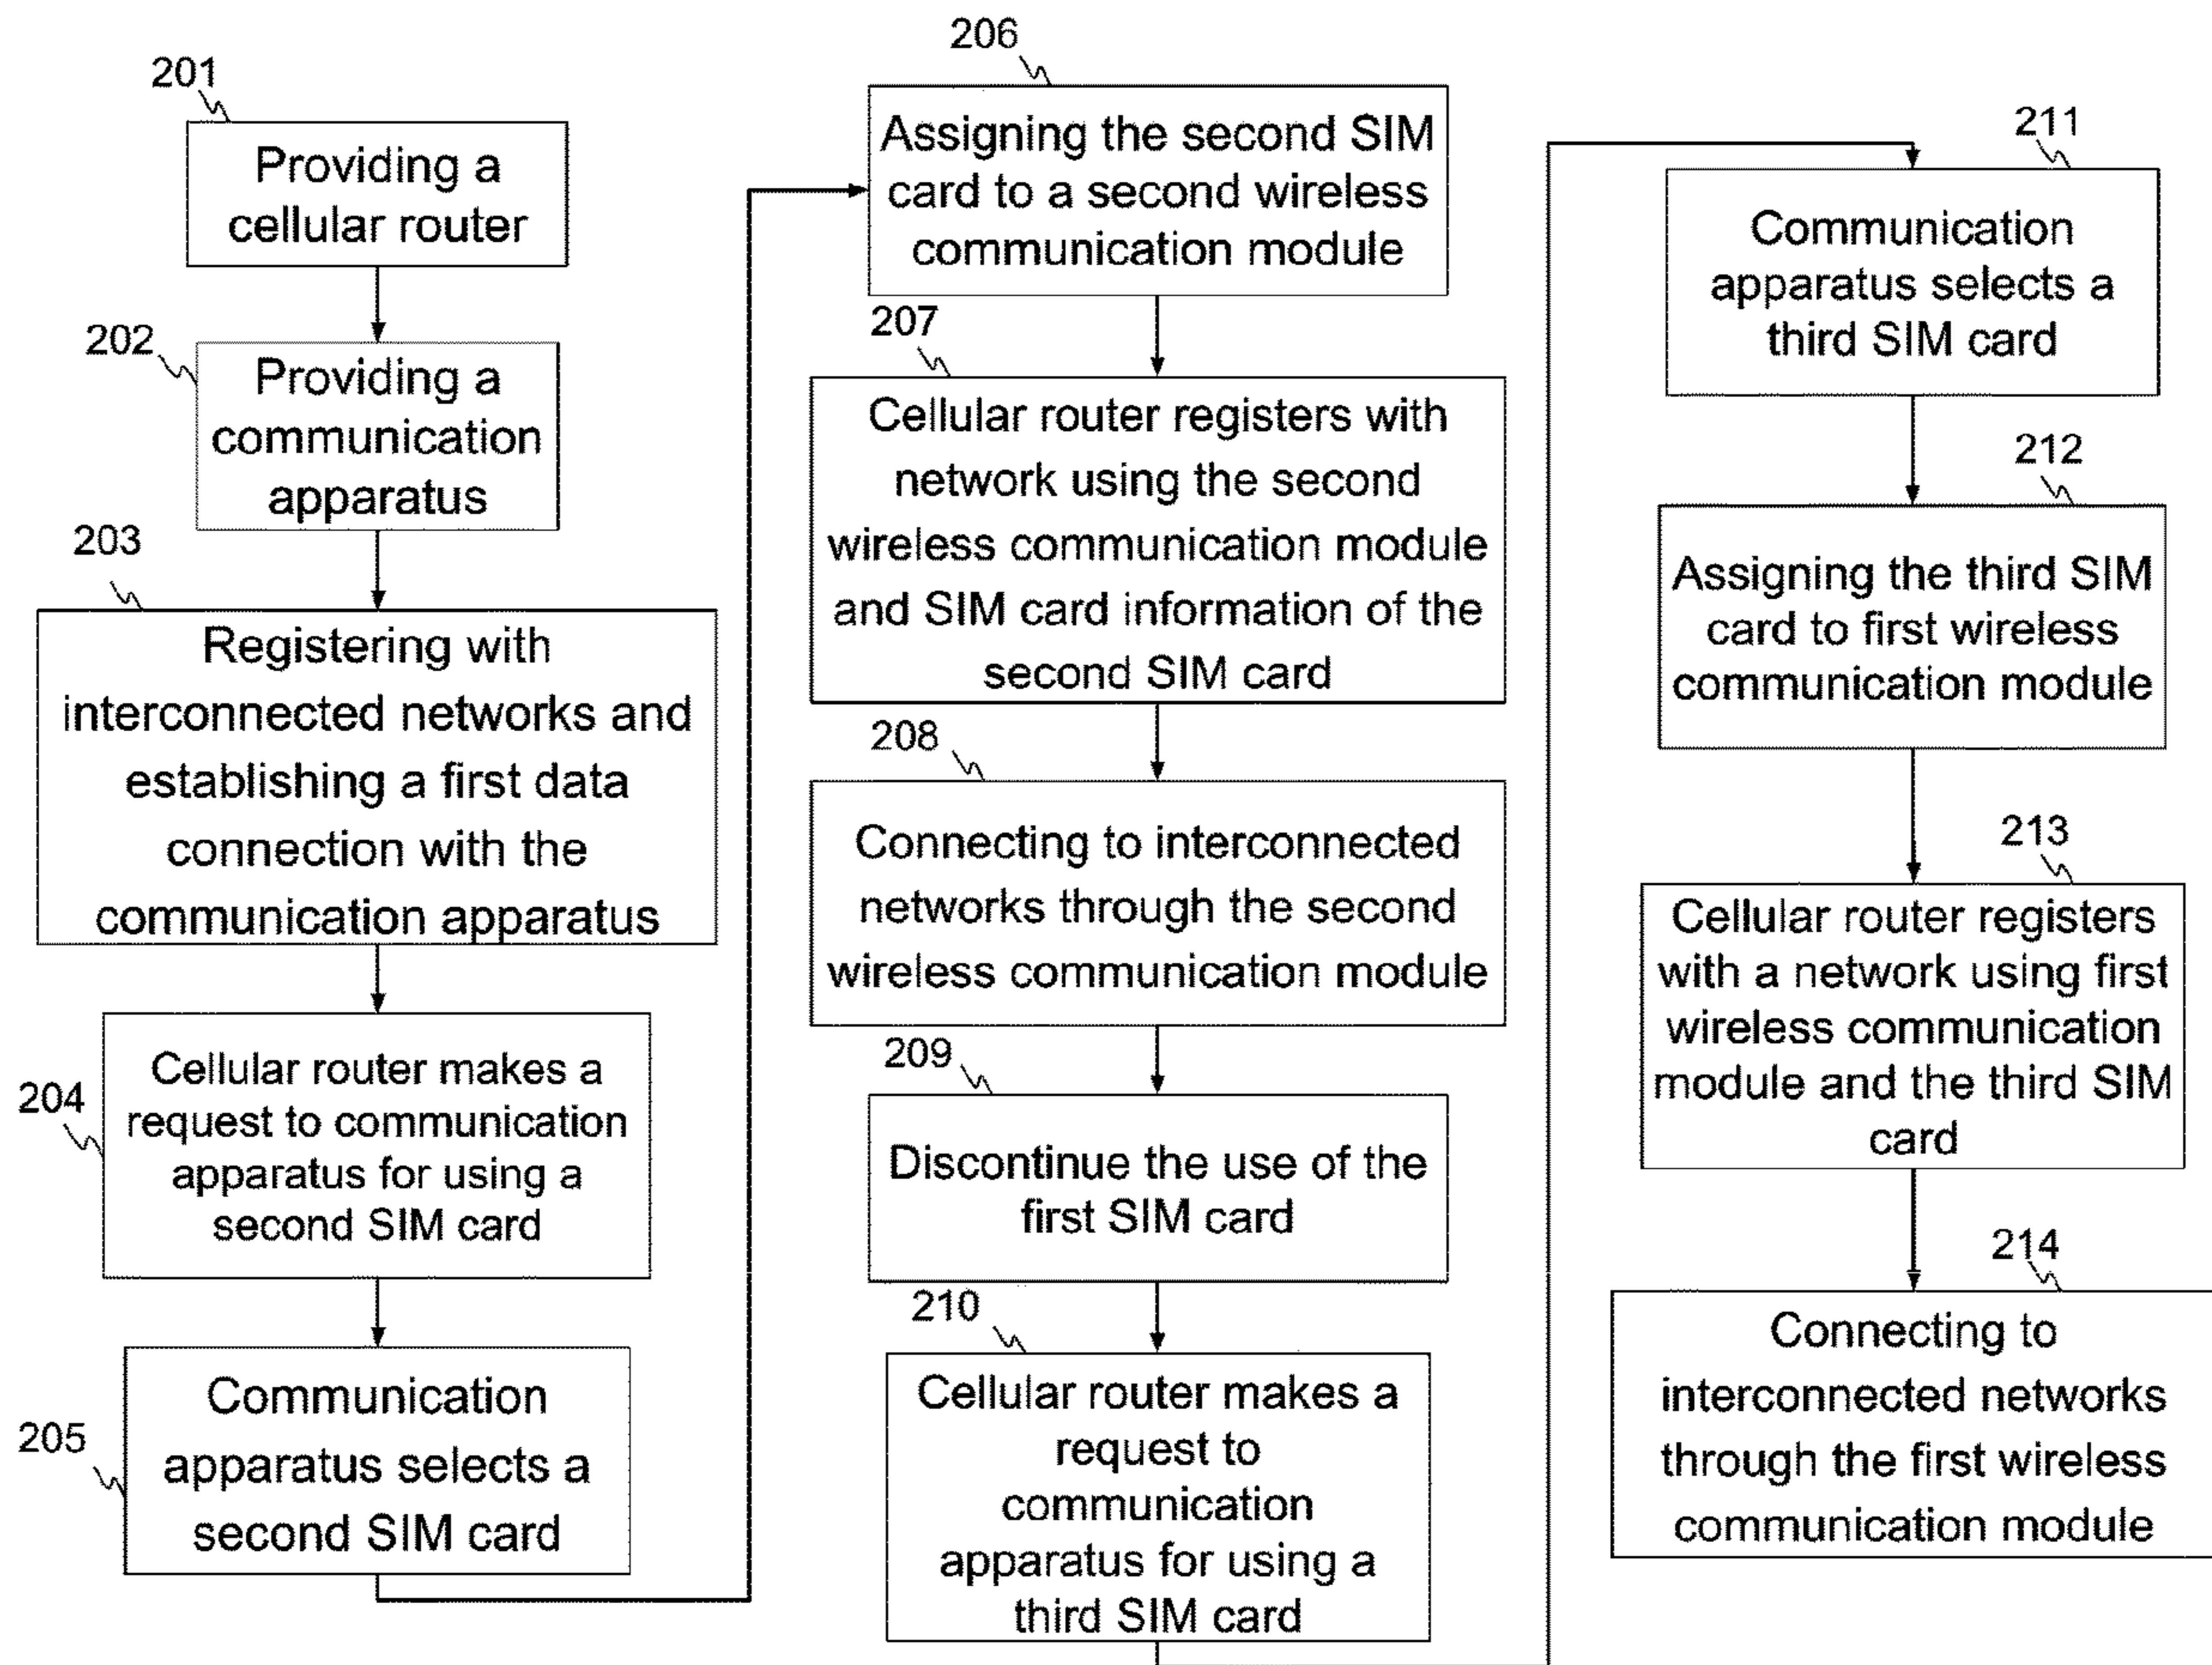 201
Providing a
cellular router
202
Providing a
communication
apparatus
203
Registering with
interconnected networks and
establishing a first data
connection with the
communication apparatus
204
Cellular router makes a
request to communication
apparatus for using a
second SIM card
205
Communication
apparatus selects a
second SIM card
206
Assigning the second SIM
card to a second wireless
communication module
207
Cellular router registers with
network using the second
wireless communication module
and SIM card information of the
second SIM card
208
Connecting to interconnected
networks through the second
wireless communication module
209
Discontinue the use of the
first SIM card
210
Cellular router makes a
request to
communication
apparatus for using a
third SIM card
211
Communication
apparatus selects a
third SIM card
212
Assigning the third SIM
card to first wireless
communication module
213
Cellular router registers
with a network using first
wireless communication
module and the third SIM
card
214
Connecting to
interconnected networks
through the first wireless
communication module